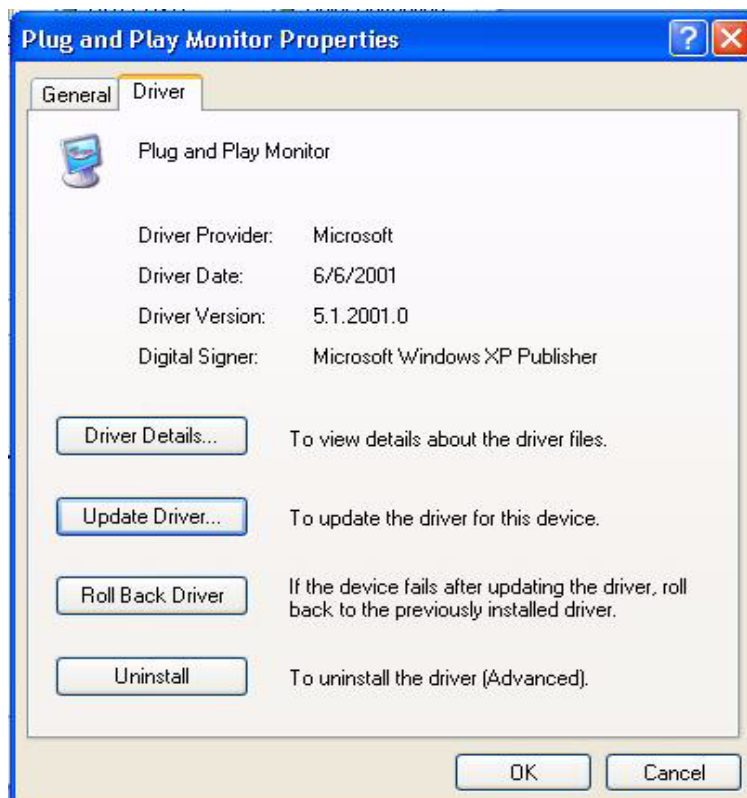 Plug and Play Monitor Properties
General Driver
Plug and Play Monitor
Driver Provider: Microsoft
Driver Date: 6/6/2001
Driver Version: 5.1.2001.0
Digital Signer: Microsoft Windows XP Publisher
Driver Details... To view details about the driver files.
Update Driver... To update the driver for this device.
Roll Back Driver If the device fails after updating the driver, roll
back to the previously installed driver.
Uninstall To uninstall the driver (Advanced).
OK Cancel